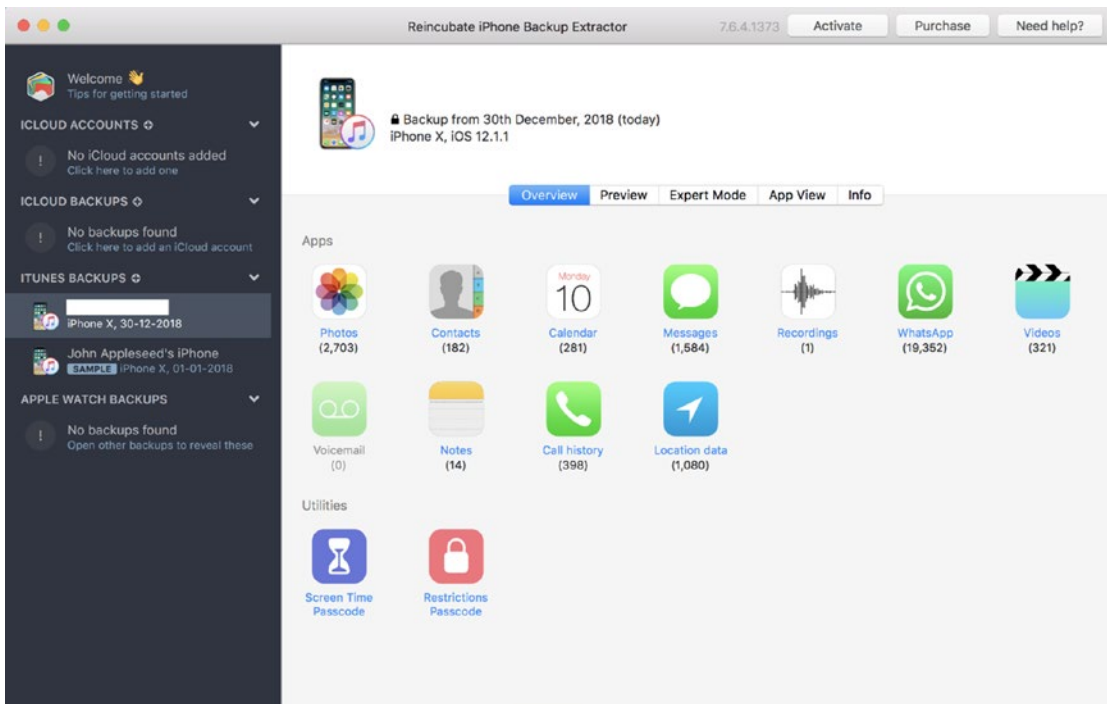 Reincubate iPhone Backup Extractor
7.6.4.1373
Activate
Purchase
Need help?
Welcome 👋
Tips for getting started
ICLOUD ACCOUNTS
No iCloud accounts added
Click here to add one
ICLOUD BACKUPS
No backups found
Click here to add an iCloud account
ITUNES BACKUPS
iPhone X, 30-12-2018
John Appleseed's iPhone
SAMPLE iPhone X, 01-01-2018
APPLE WATCH BACKUPS
No backups found
Open other backups to reveal these
Backup from 30th December, 2018 (today)
iPhone X, iOS 12.1.1
Overview Preview Expert Mode App View Info
Apps
Monday
10
Photos Contacts Calendar Messages Recordings WhatsApp Videos
(2,703) (182) (281) (1,584) (1) (19,352) (321)
Voicemail Notes Call history Location data
(0) (14) (398) (1,080)
Utilities
Screen Time Restrictions
Passcode Passcode